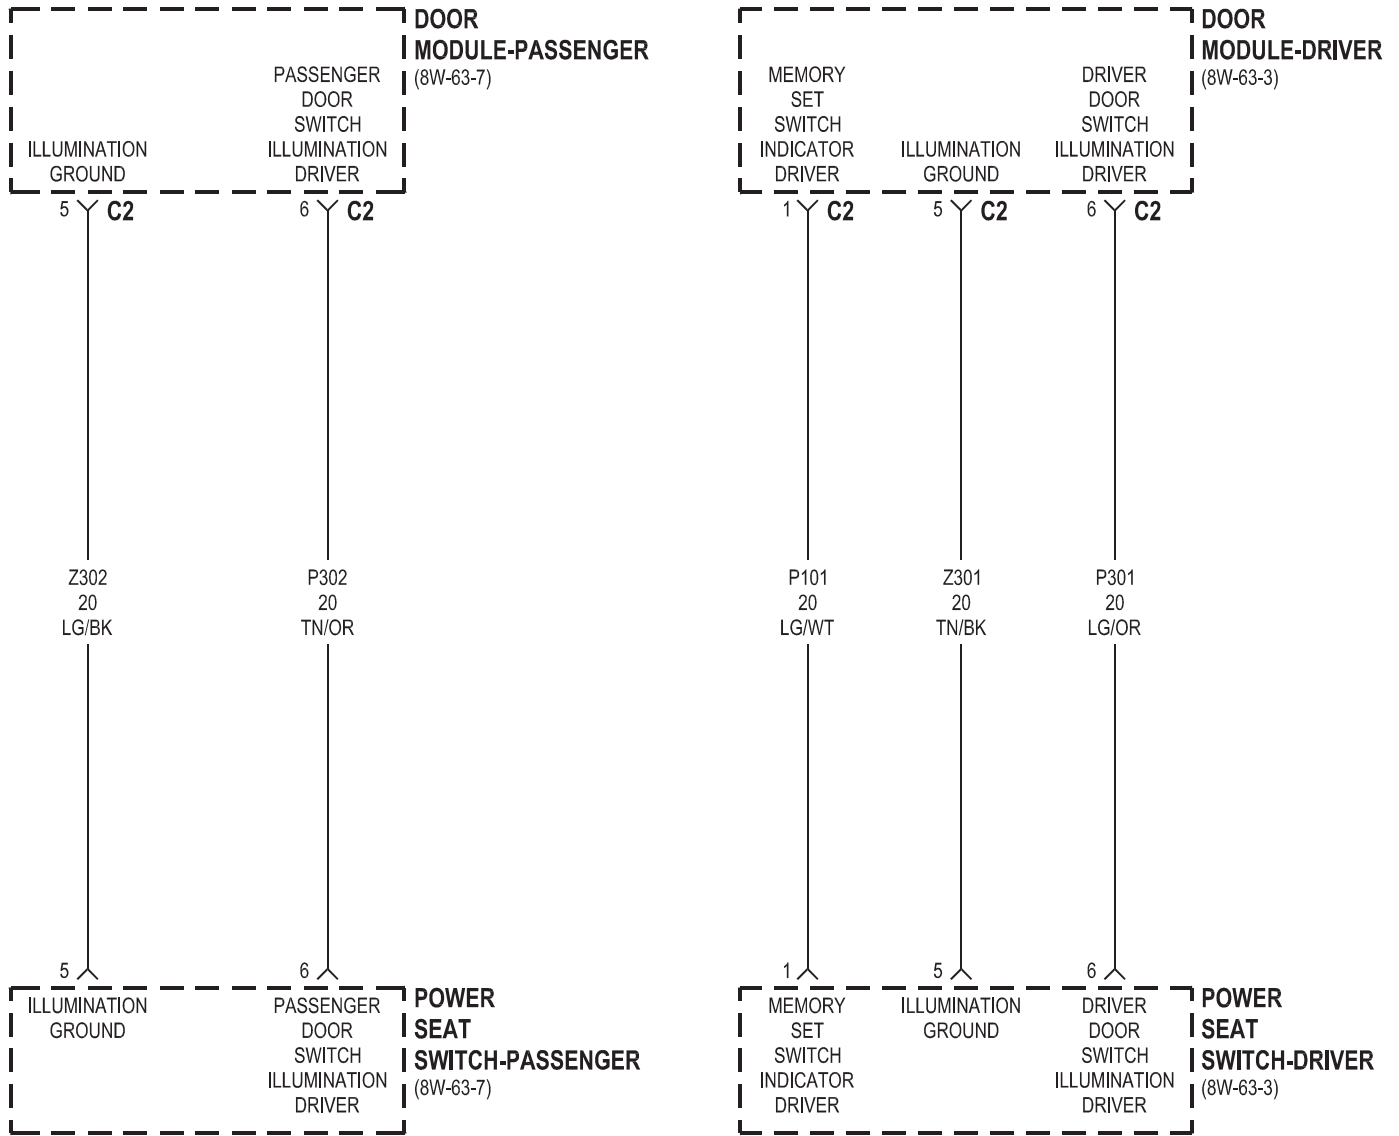 DOOR
MODULE-PASSENGER
(8W-63-7)
ILLUMINATION
GROUND
PASSENGER
DOOR
SWITCH
ILLUMINATION
DRIVER
5 C2
6 C2
Z302
20
LG/BK
P302
20
TN/OR
5
6
ILLUMINATION
GROUND
PASSENGER
DOOR
SWITCH
ILLUMINATION
DRIVER
POWER
SEAT
SWITCH-PASSENGER
(8W-63-7)
DOOR
MODULE-DRIVER
(8W-63-3)
MEMORY
SET
SWITCH
INDICATOR
DRIVER
ILLUMINATION
GROUND
DRIVER
DOOR
SWITCH
ILLUMINATION
DRIVER
1 C2
5 C2
6 C2
P101
20
LG/WT
Z301
20
TN/BK
P301
20
LG/OR
1
5
6
MEMORY
SET
SWITCH
INDICATOR
DRIVER
ILLUMINATION
GROUND
DRIVER
DOOR
SWITCH
ILLUMINATION
DRIVER
POWER
SEAT
SWITCH-DRIVER
(8W-63-3)